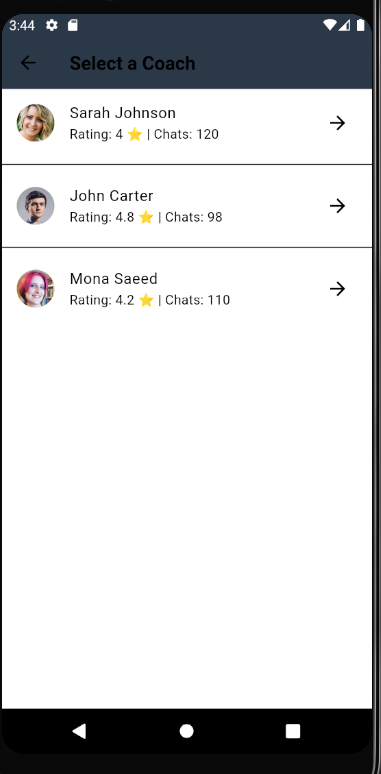 3:44
Select a Coach
Sarah Johnson
Rating: 4 ⭐ | Chats: 120
John Carter
Rating: 4.8 ⭐ | Chats: 98
Mona Saeed
Rating: 4.2 ⭐ | Chats: 110